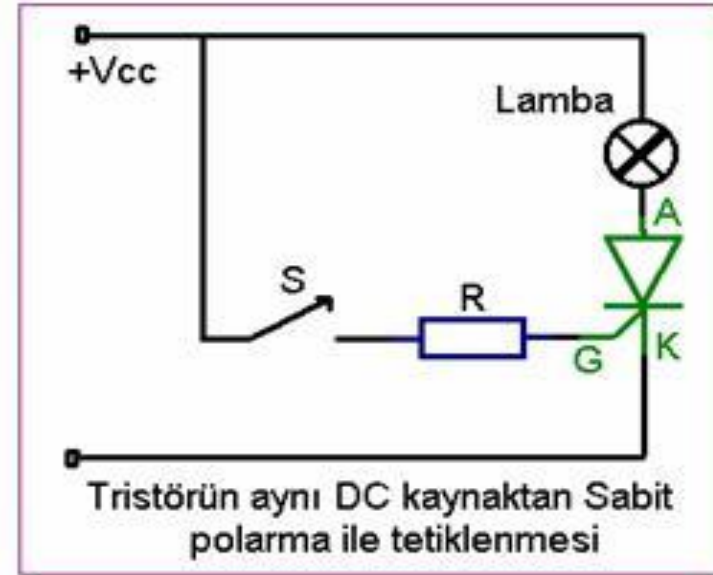 +Vcc
Lamba
A
S
R
G
K
Tristörün aynı DC kaynaktan Sabit
polarma ile tetiklenmesi